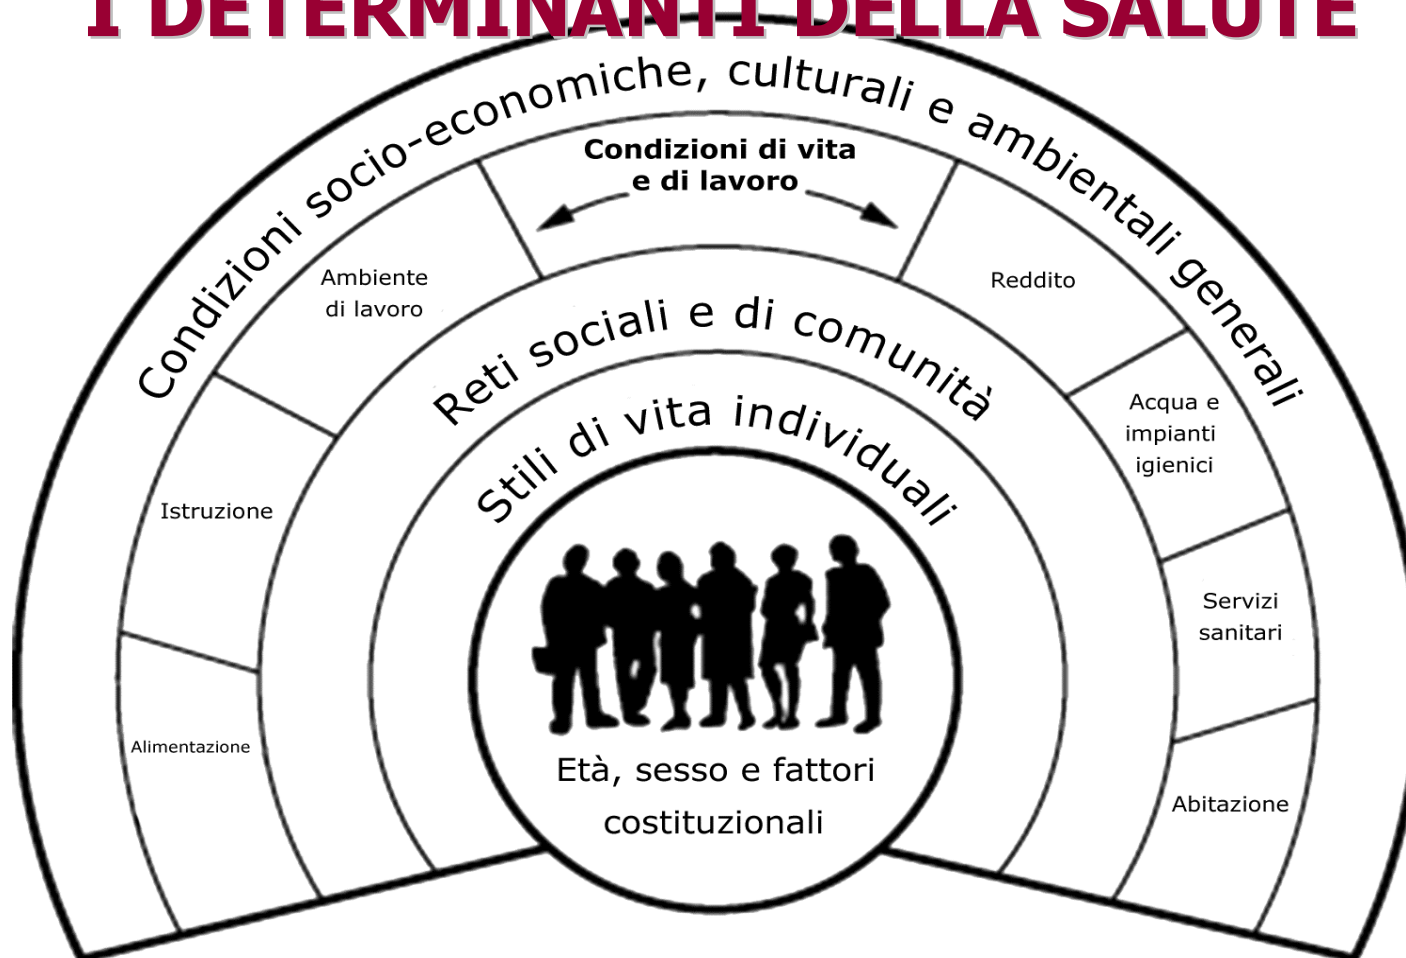 I DETERMINANTI DELLA SALUTE
Condizioni socio-economiche, culturali e ambientali generali
Condizioni di vita
e di lavoro
Ambiente
di lavoro
Reddito
Reti sociali e di comunità
Acqua e
impianti
igienici
Stili di vita individuali
Istruzione
Servizi
sanitari
Alimentazione
Età, sesso e fattori
costituzionali
Abitazione